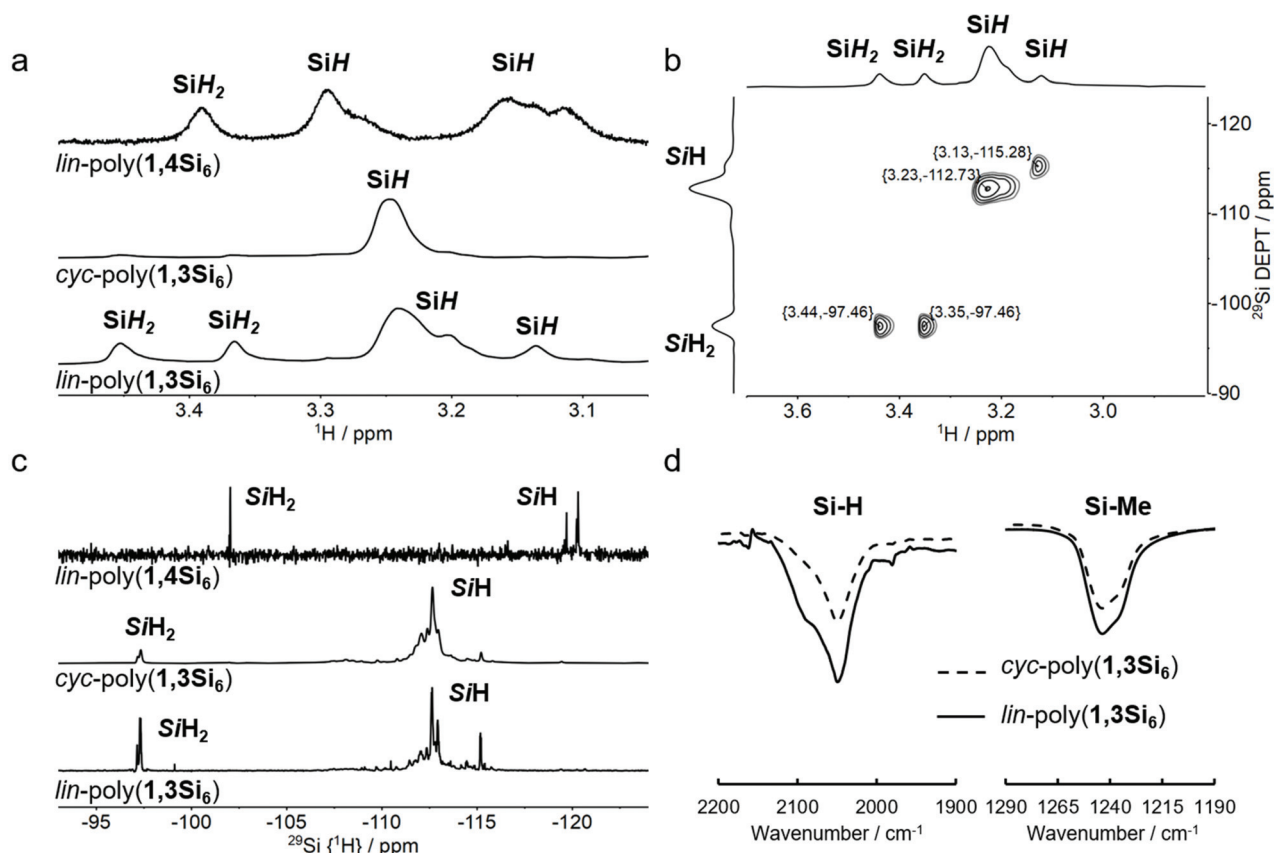 a
SiH₂ SiH SiH
lin-poly(1,4Si₆)
SiH
cyc-poly(1,3Si₆)
SiH₂ SiH₂ SiH SiH
lin-poly(1,3Si₆)
3.4 3.3 3.2 3.1
¹H / ppm
b
SiH₂ SiH₂ SiH SiH
SiH
SiH₂
{3.13,-115.28}
{3.23,-112.73}
{3.44,-97.46} {3.35,-97.46}
-120
-110
-100
-90
²⁹Si DEPT / ppm
3.6 3.4 3.2 3.0
¹H / ppm
c
SiH₂ SiH
lin-poly(1,4Si₆)
SiH₂ SiH
cyc-poly(1,3Si₆)
SiH₂ SiH
lin-poly(1,3Si₆)
-95 -100 -105 -110 -115 -120
²⁹Si {¹H} / ppm
d
Si-H Si-Me
cyc-poly(1,3Si₆)
lin-poly(1,3Si₆)
2200 2100 2000 1900
Wavenumber / cm⁻¹
1290 1265 1240 1215 1190
Wavenumber / cm⁻¹